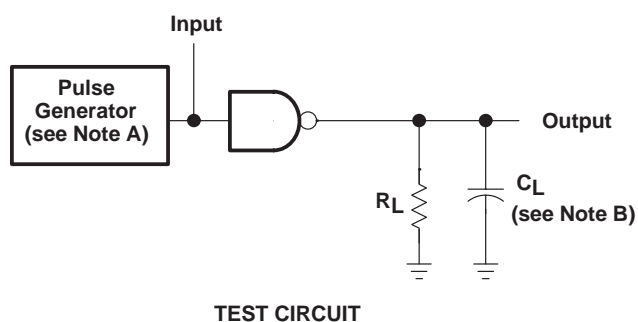 Input
Pulse
Generator
(see Note A)
Output
RL
CL
(see Note B)
TEST CIRCUIT